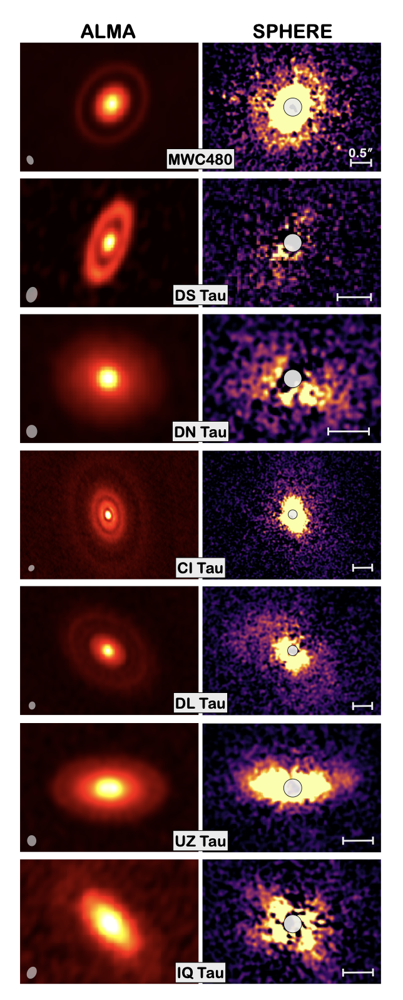 ALMA SPHERE
MWC480
0.5″
DS Tau
DN Tau
CI Tau
DL Tau
UZ Tau
IQ Tau